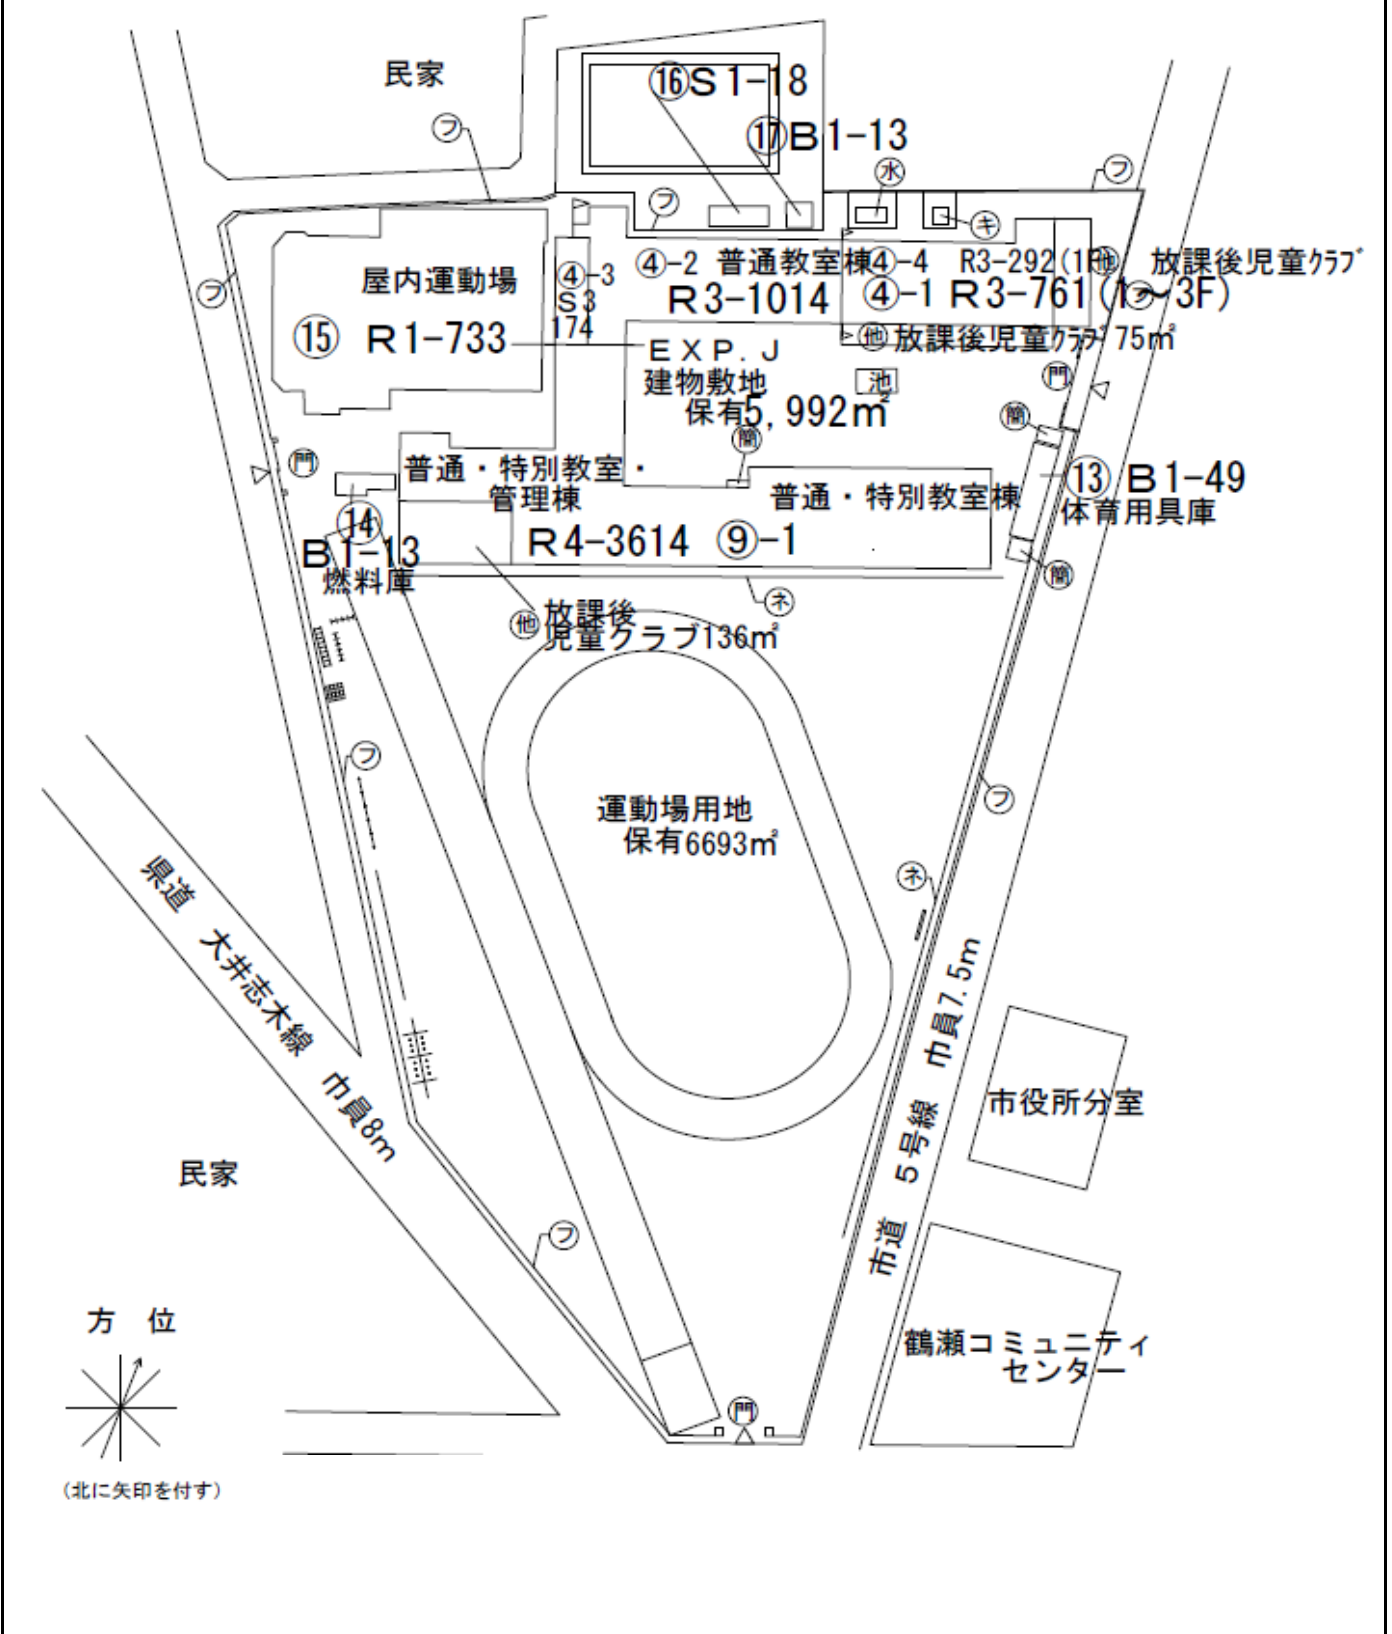 民家
⑯S1-18
⑰B1-13
㋫
㊌
㋫
㋫
㋖
屋内運動場
④-3
S3
174
④-2 普通教室棟
R3-1014
④-4 R3-292(1F)
他 放課後児童クラブ
④-1 R3-761(1~3F)
㋫
㋫
⑮ R1-733
EXP.J
他 放課後児童クラブ 75㎡
建物敷地
保有5,992㎡
池
門
簡
簡
門
普通・特別教室・
管理棟
普通・特別教室棟
⑬ B1-49
体育用具庫
⑭
B1-13
燃料庫
R4-3614 ⑨-1
簡
㋧
他 放課後
児童クラブ136㎡
㋫
㋫
運動場用地
保有6693㎡
㋧
県道 大井志木線 巾員8m
市道 5号線 巾員7.5m
市役所分室
民家
㋫
方 位
鶴瀬コミュニティ
センター
門
(北に矢印を付す)